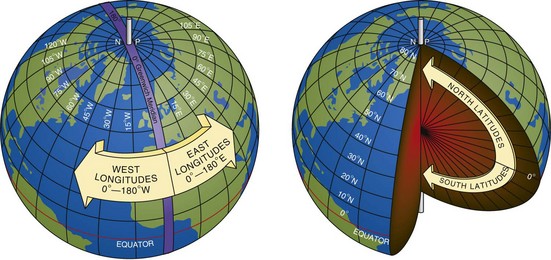 180°
N P
0° Greenwich Meridian
120°W
105°W
90°W
75°W
60°W
45°W
30°W
15°W
15°E
30°E
45°E
60°E
75°E
90°E
105°E
WEST
LONGITUDES
0°—180°W
EAST
LONGITUDES
0°—180°E
EQUATOR
N P
80°N
70°N
60°N
50°N
40°N
30°N
20°N
10°N
0°
EQUATOR
NORTH LATITUDES
SOUTH LATITUDES
0°